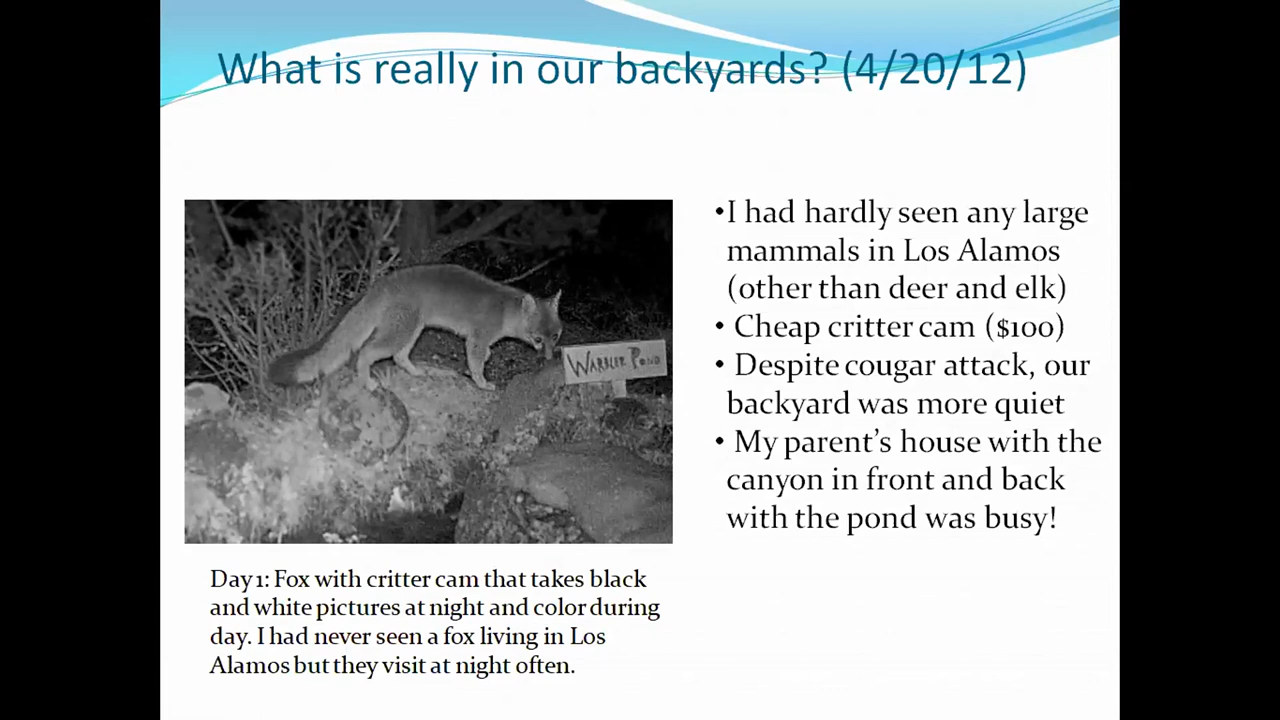 What is really in our backyards? (4/20/12)
WARBLER POND
•I had hardly seen any large
mammals in Los Alamos
(other than deer and elk)
• Cheap critter cam ($100)
• Despite cougar attack, our
backyard was more quiet
• My parent’s house with the
canyon in front and back
with the pond was busy!
Day 1: Fox with critter cam that takes black
and white pictures at night and color during
day. I had never seen a fox living in Los
Alamos but they visit at night often.